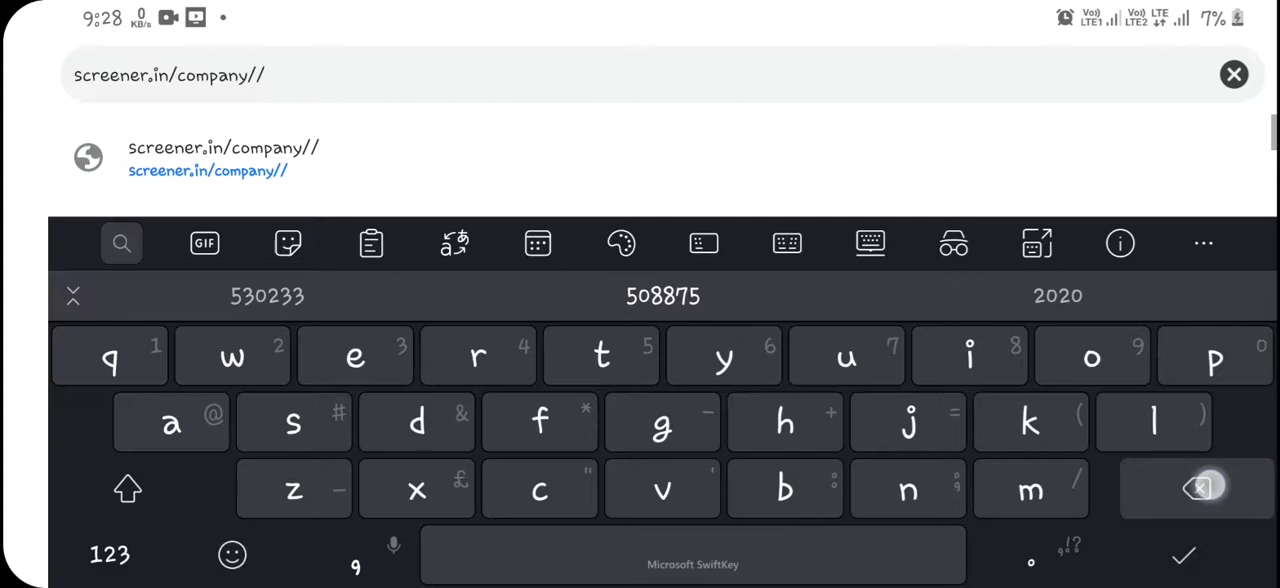 9:28 0 KB/s Vo) LTE1 Vo) LTE2 LTE 7%
screener.in/company//
screener.in/company//
screener.in/company//
GIF
530233 508875 2020
q 1 w 2 e 3 r 4 t 5 y 6 u 7 i 8 o 9 p 0
a @ s # d & f * g - h + j = k ( l )
z _ x £ c " v ' b : n ; m /
123 , Microsoft SwiftKey . ,!?